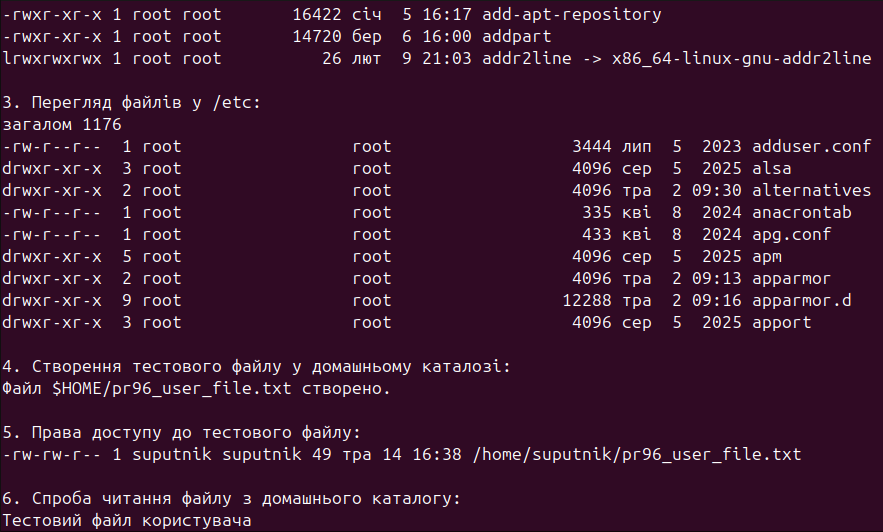 -rwxr-xr-x 1 root root       16422 січ  5 16:17 add-apt-repository
-rwxr-xr-x 1 root root       14720 бер  6 16:00 addpart
lrwxrwxrwx 1 root root          26 лют  9 21:03 addr2line -> x86_64-linux-gnu-addr2line

3. Перегляд файлів у /etc:
загалом 1176
-rw-r--r--  1 root                 root                  3444 лип  5  2023 adduser.conf
drwxr-xr-x  3 root                 root                  4096 сер  5  2025 alsa
drwxr-xr-x  2 root                 root                  4096 тра  2 09:30 alternatives
-rw-r--r--  1 root                 root                   335 кві  8  2024 anacrontab
-rw-r--r--  1 root                 root                   433 кві  8  2024 apg.conf
drwxr-xr-x  5 root                 root                  4096 сер  5  2025 apm
drwxr-xr-x  2 root                 root                  4096 тра  2 09:13 apparmor
drwxr-xr-x  9 root                 root                 12288 тра  2 09:16 apparmor.d
drwxr-xr-x  3 root                 root                  4096 сер  5  2025 apport

4. Створення тестового файлу у домашньому каталозі:
Файл $HOME/pr96_user_file.txt створено.

5. Права доступу до тестового файлу:
-rw-rw-r-- 1 suputnik suputnik 49 тра 14 16:38 /home/suputnik/pr96_user_file.txt

6. Спроба читання файлу з домашнього каталогу:
Тестовий файл користувача